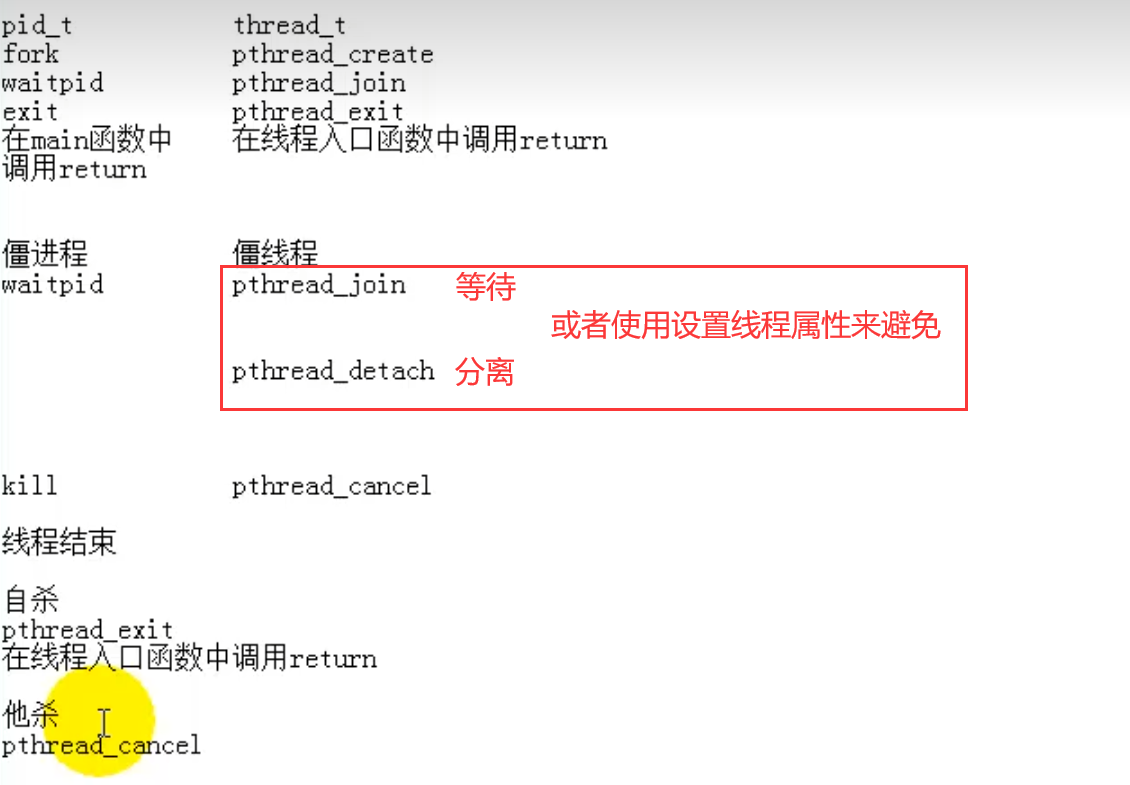 pid_t thread_t
fork pthread_create
waitpid pthread_join
exit pthread_exit
在main函数中 在线程入口函数中调用return
调用return
僵进程 僵线程
waitpid pthread_join 等待
或者使用设置线程属性来避免
pthread_detach 分离
kill pthread_cancel
线程结束
自杀
pthread_exit
在线程入口函数中调用return
他杀
pthread_cancel